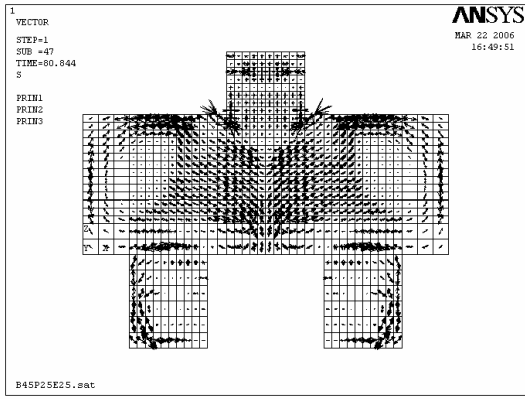 1
VECTOR
STEP=1
SUB =47
TIME=80.844
S
PRIN1
PRIN2
PRIN3
ANSYS
MAR 22 2006
16:49:51
Z
Y X
B45P25E25.sat